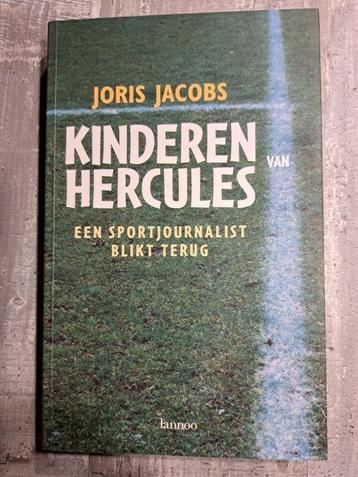 JORIS JACOBS
KINDEREN VAN
HERCULES
EEN SPORTJOURNALIST
BLIKT TERUG
lannoo